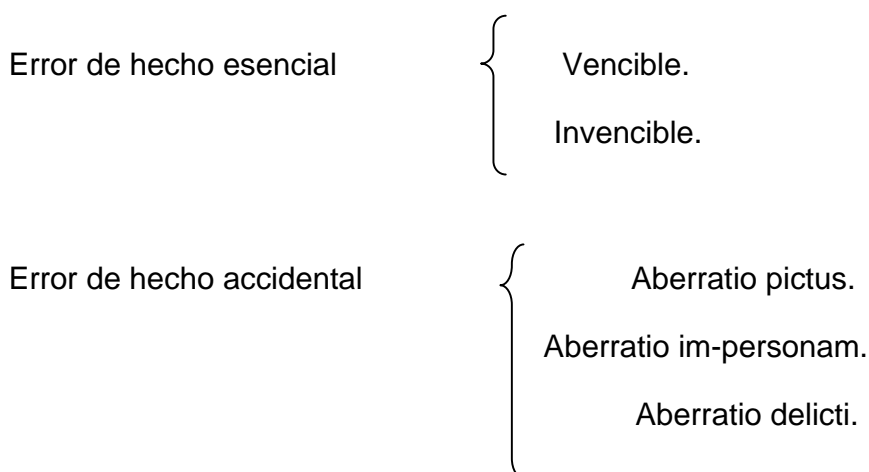 Error de hecho esencial Vencible.
Invencible.
Error de hecho accidental Aberratio pictus.
Aberratio im-personam.
Aberratio delicti.